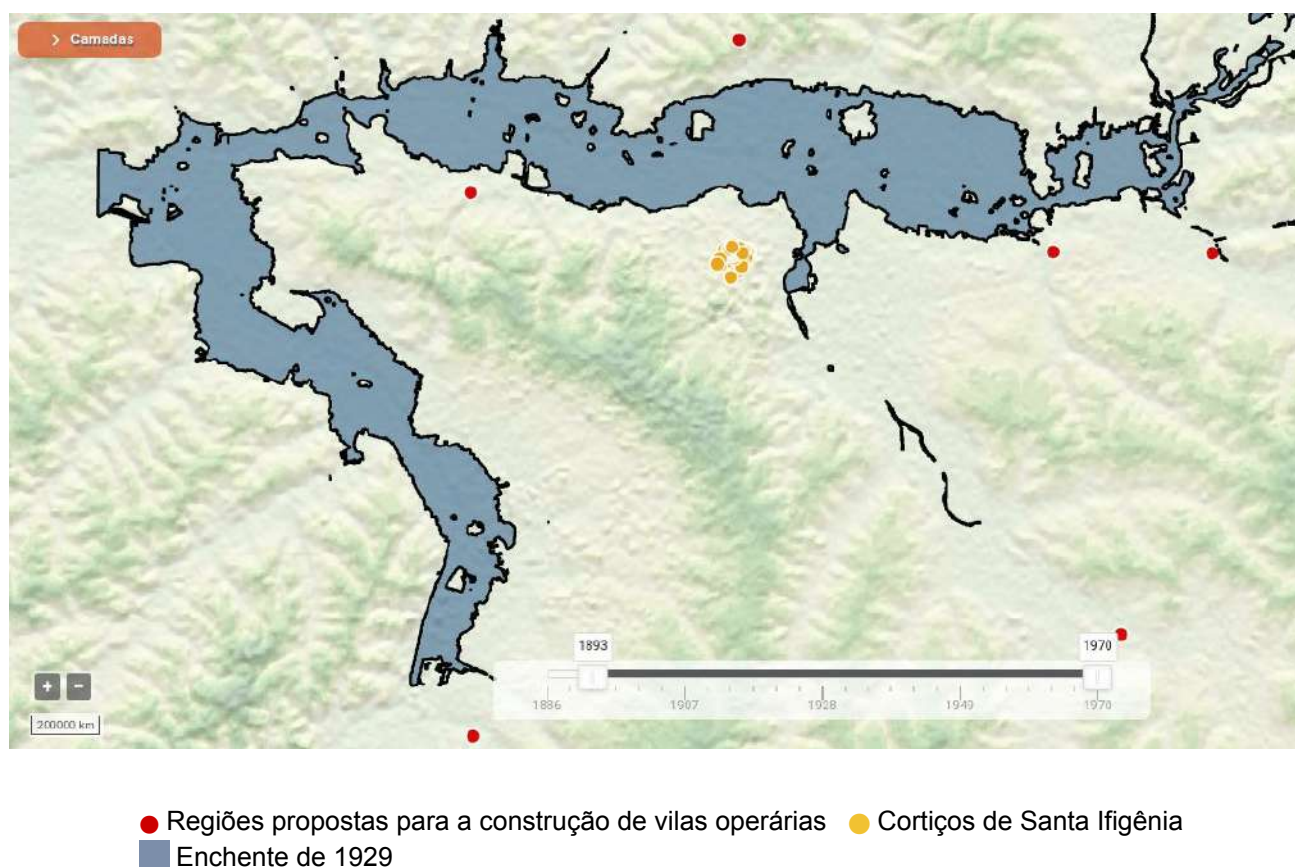 > Camadas
1893
1970
1886
1907
1928
1949
1970
+ −
200000 km
Regiões propostas para a construção de vilas operárias Cortiços de Santa Ifigênia
Enchente de 1929